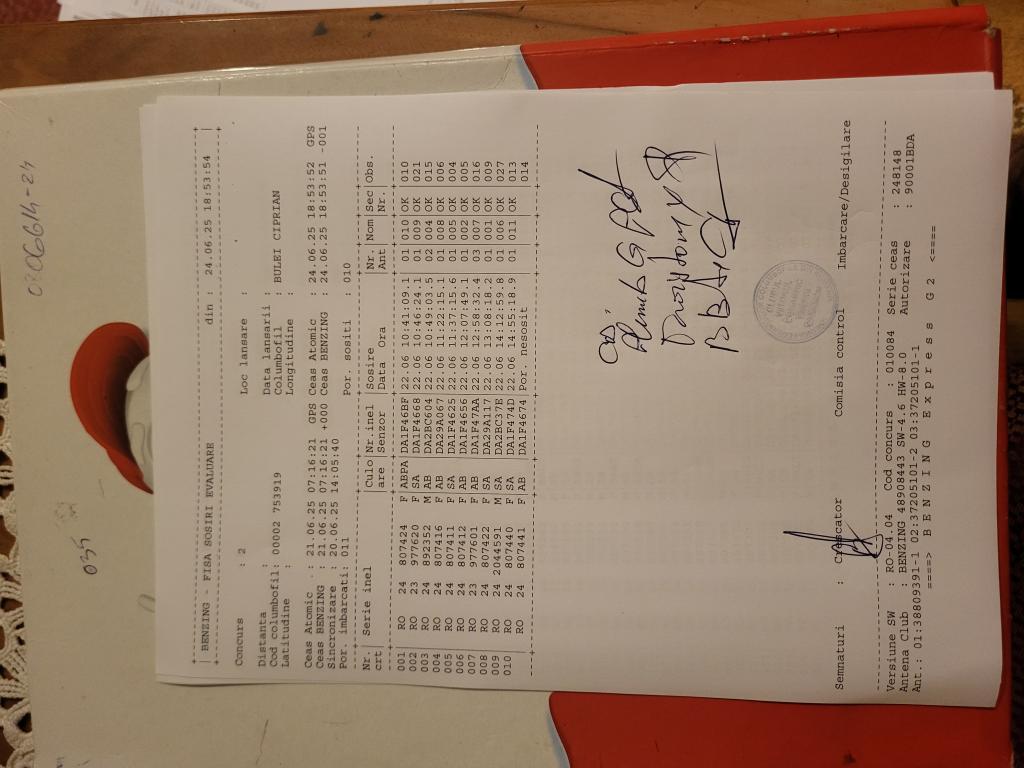 | BENZING - FISA SOSIRI EVALUARE din : 24.06.25 18:53:54 |
Concurs : 2 Loc lansare :
Distanta : Data lansarii :
Cod columbofil: 00002 753919 Columbofil : BULEI CIPRIAN
Latitudine : Longitudine :
Ceas Atomic : 21.06.25 07:16:21 GPS Ceas Atomic : 24.06.25 18:53:52 GPS
Ceas BENZING : 21.06.25 07:16:21 +000 Ceas BENZING : 24.06.25 18:53:51 -001
Sincronizare : 20.06.25 14:05:40
Por. imbarcati: 011 Por. sositi : 010
Nr. | Serie inel | Culo | Nr.inel | Sosire | Nr. | Nom | Sec | Obs.
crt | | are | Senzor | Data Ora | Ant | | Nr. |
001 | RO 24 807424 F | ABPA | DA1F46BF | 22.06 10:41:09.1 | 01 | 010 | OK | 010
002 | RO 23 977620 F | SA | DA1F4668 | 22.06 10:46:24.1 | 01 | 009 | OK | 021
003 | RO 24 892352 M | AB | DA2BC604 | 22.06 10:49:03.5 | 02 | 004 | OK | 015
004 | RO 24 807416 F | AB | DA29A067 | 22.06 11:22:15.1 | 01 | 008 | OK | 006
005 | RO 24 807411 F | SA | DA1F4625 | 22.06 11:37:15.6 | 01 | 005 | OK | 004
006 | RO 24 807412 F | AB | DA1F4656 | 22.06 12:07:49.1 | 01 | 002 | OK | 005
007 | RO 23 977601 F | AB | DA1F47AA | 22.06 12:58:32.4 | 03 | 007 | OK | 016
008 | RO 24 807422 F | SA | DA29A117 | 22.06 13:08:18.2 | 01 | 001 | OK | 009
009 | RO 24 2044591 M | SA | DA2BC37E | 22.06 14:12:59.8 | 01 | 006 | OK | 027
010 | RO 24 807440 F | SA | DA1F474D | 22.06 14:55:18.9 | 01 | 011 | OK | 013
| RO 24 807441 F | AB | DA1F4674 | Por. nesosit | | | | 014
Semnaturi : Crescator Comisia control Imbarcare/Desigilare
Versiune SW : RO-04.04 Cod concurs : 010084 Serie ceas : 248148
Antena Club : BENZING 48908443 SW-4.6 HW-8.0 Autorizare : 90001BDA
Ant.: 01:38809391-1 02:37205101-2 03:37205101-1
====> B E N Z I N G E x p r e s s G 2 <====
035